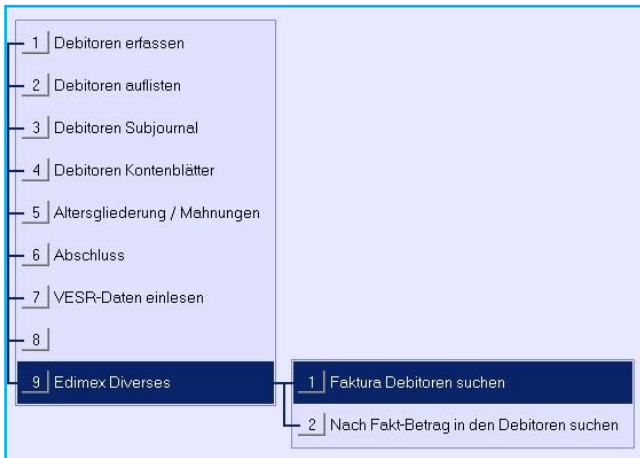 1 Debitoren erfassen
2 Debitoren auflisten
3 Debitoren Subjournal
4 Debitoren Kontenblätter
5 Altersgliederung / Mahnungen
6 Abschluss
7 VESR-Daten einlesen
8
9 Edimex Diverses
1 Faktura Debitoren suchen
2 Nach Fakt-Betrag in den Debitoren suchen